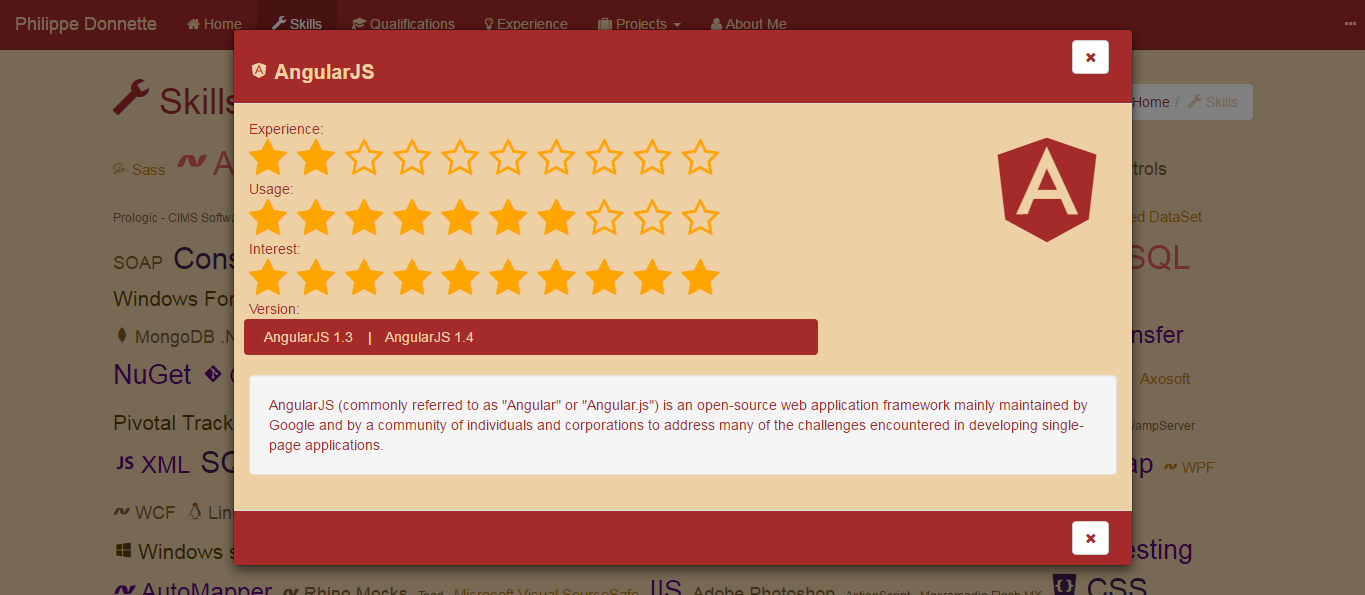 Philippe Donnette Home Skills Qualifications Experience Projects About Me
AngularJS
Skills
Home / Skills
Experience:
Sass
trols
Usage:
Prologic - CIMS Softwa
ed DataSet
Interest:
SOAP Cons
SQL
Windows For
Version:
AngularJS 1.3 | AngularJS 1.4
MongoDB .N
nsfer
NuGet
Axosoft
AngularJS (commonly referred to as "Angular" or "Angular.js") is an open-source web application framework mainly maintained by
Google and by a community of individuals and corporations to address many of the challenges encountered in developing single-
page applications.
Pivotal Track
WampServer
JS XML SQ
ap WPF
WCF Lin
Windows s
esting
AutoMapper Rhino Mocks Toad Microsoft Visual SourceSafe IIS Adobe Photoshop ActionScript - Macromedia Flash MX CSS